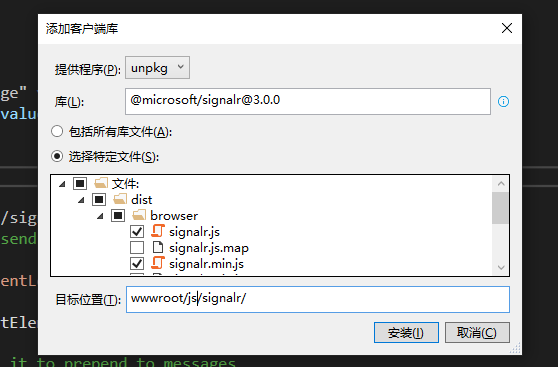 添加客户端库
提供程序(P): unpkg
库(L): @microsoft/signalr@3.0.0
包括所有库文件(A):
选择特定文件(S):
文件:
dist
browser
signalr.js
signalr.js.map
signalr.min.js
目标位置(T): wwwroot/js/signalr/
安装(I) 取消(C)
ge"
value
/sig
send
entL
tElem
it to prepend to messages